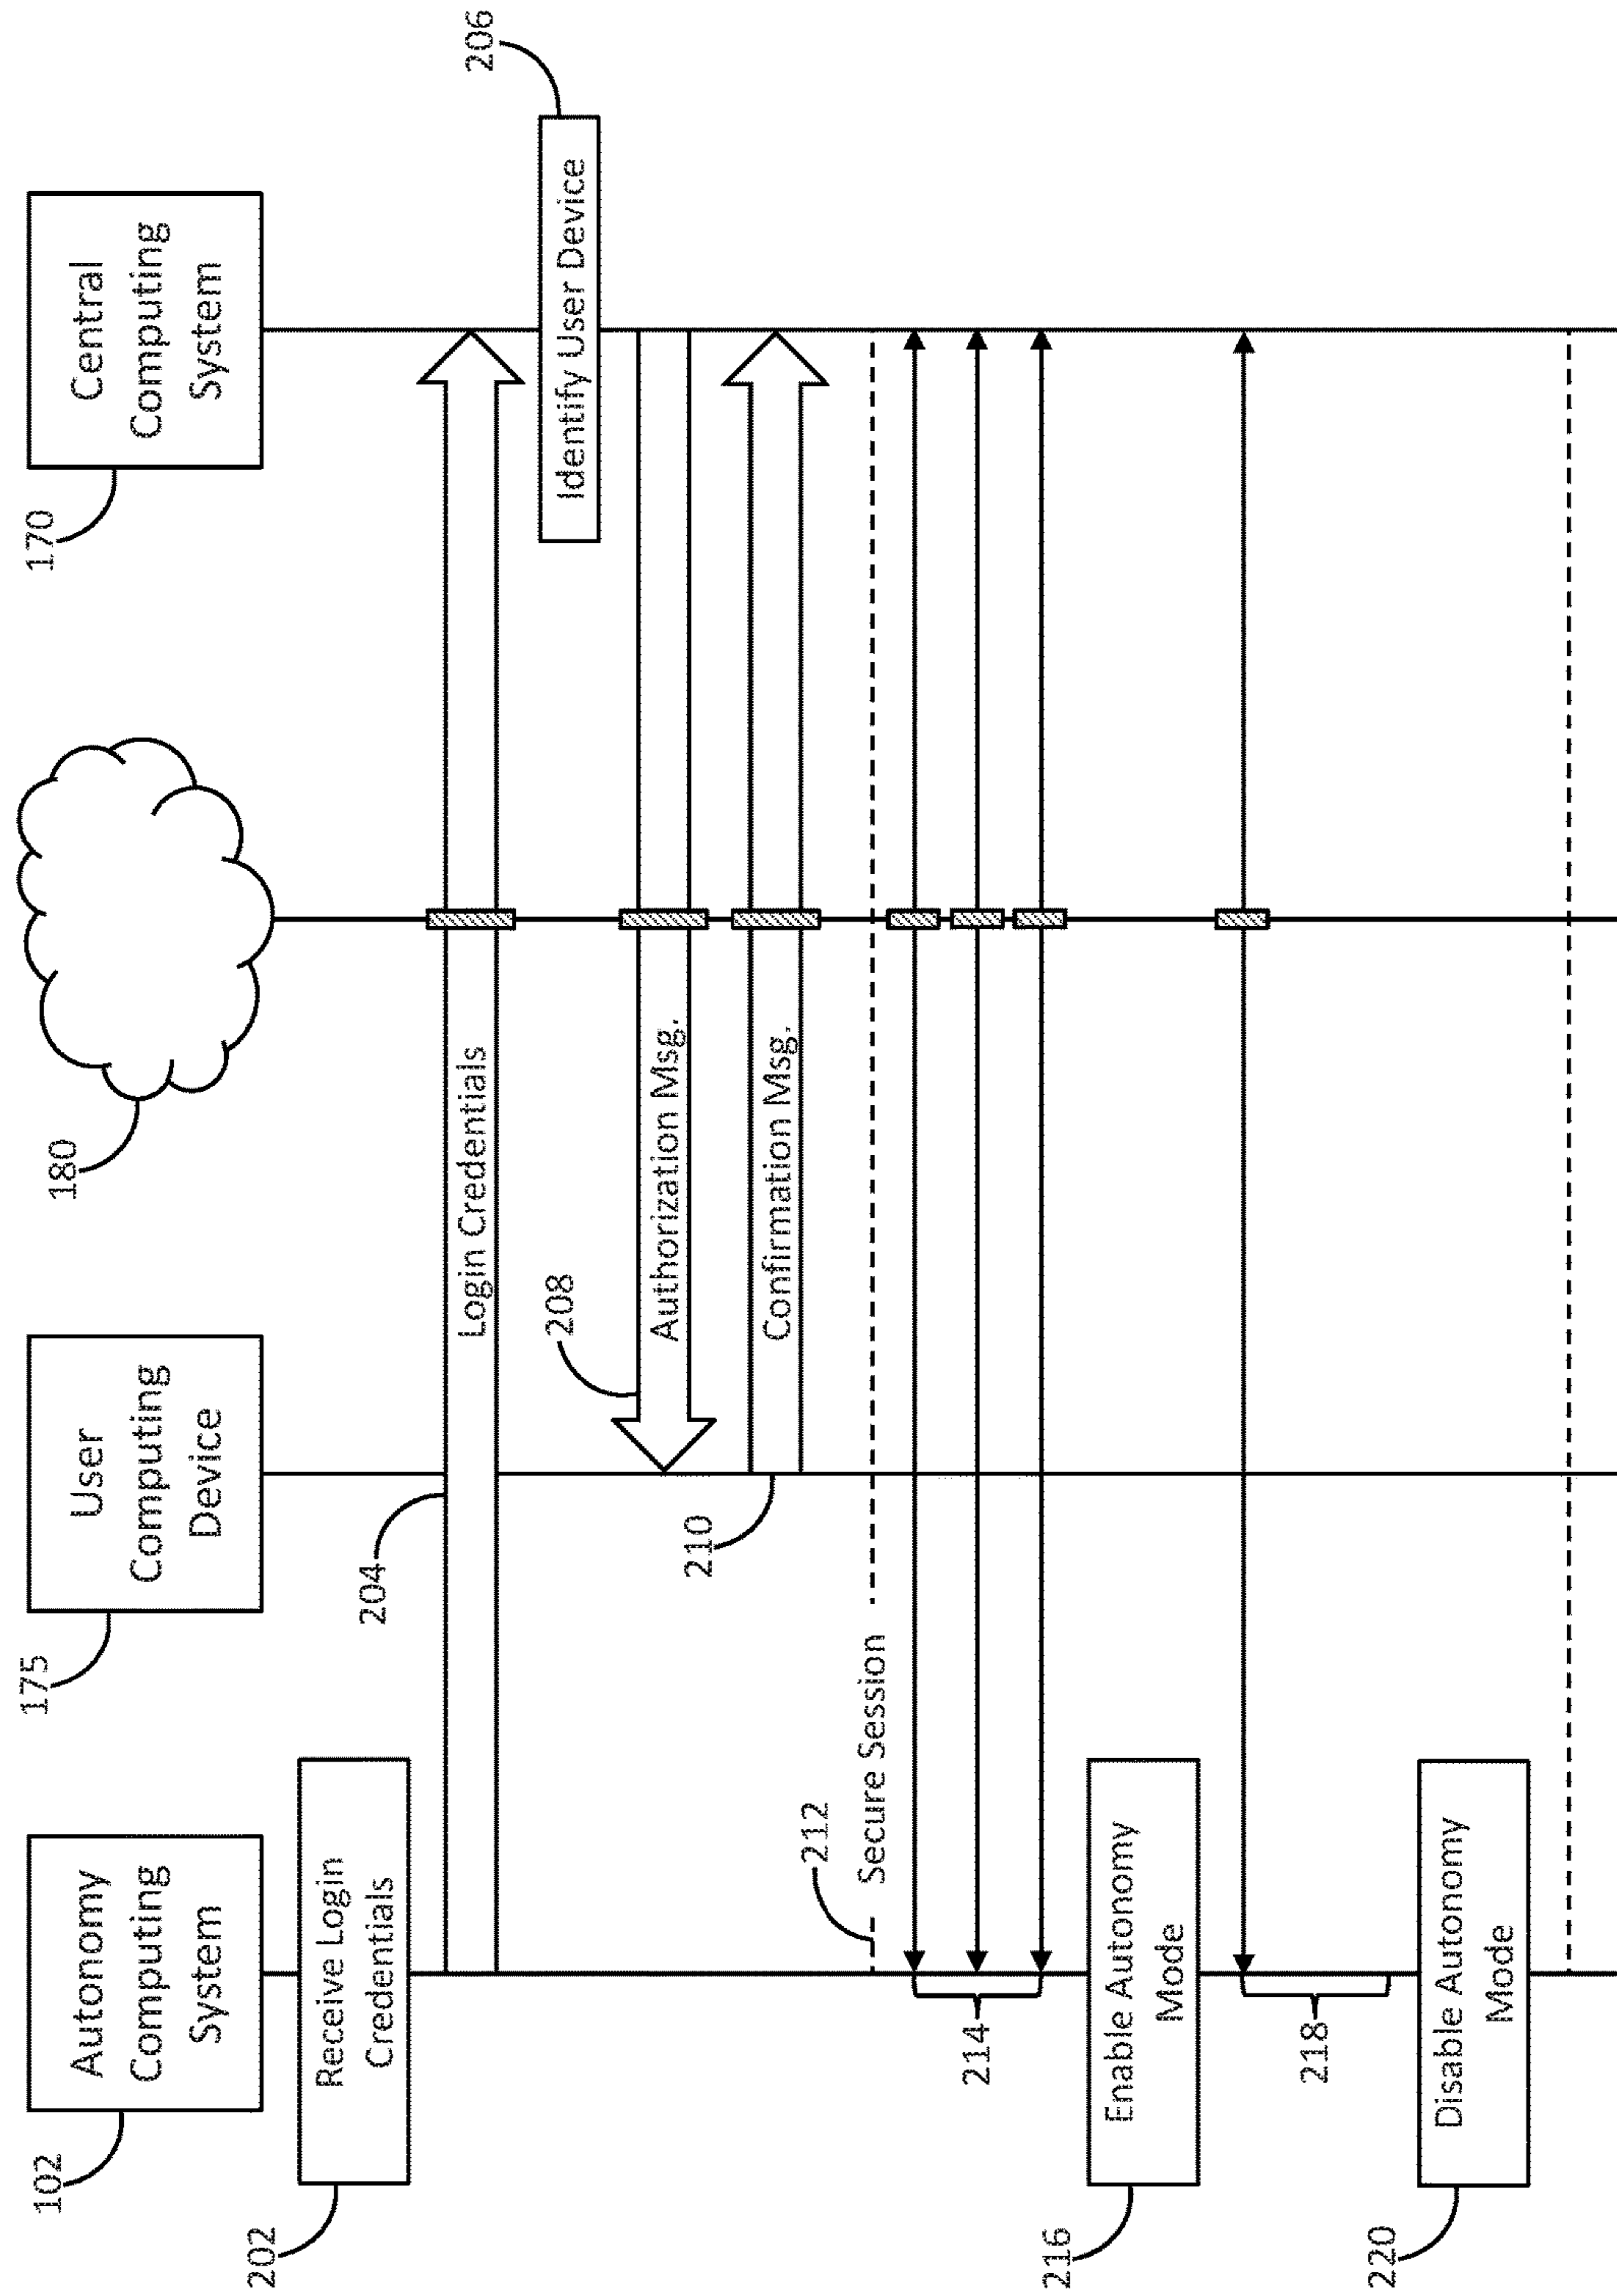 102
Autonomy
Computing
System
175
User
Computing
Device
180
170
Central
Computing
System
202
Receive Login
Credentials
204
Login Credentials
Identify User Device
206
208
Authorization Msg.
210
Confirmation Msg.
212
Secure Session
214
216
Enable Autonomy
Mode
218
220
Disable Autonomy
Mode